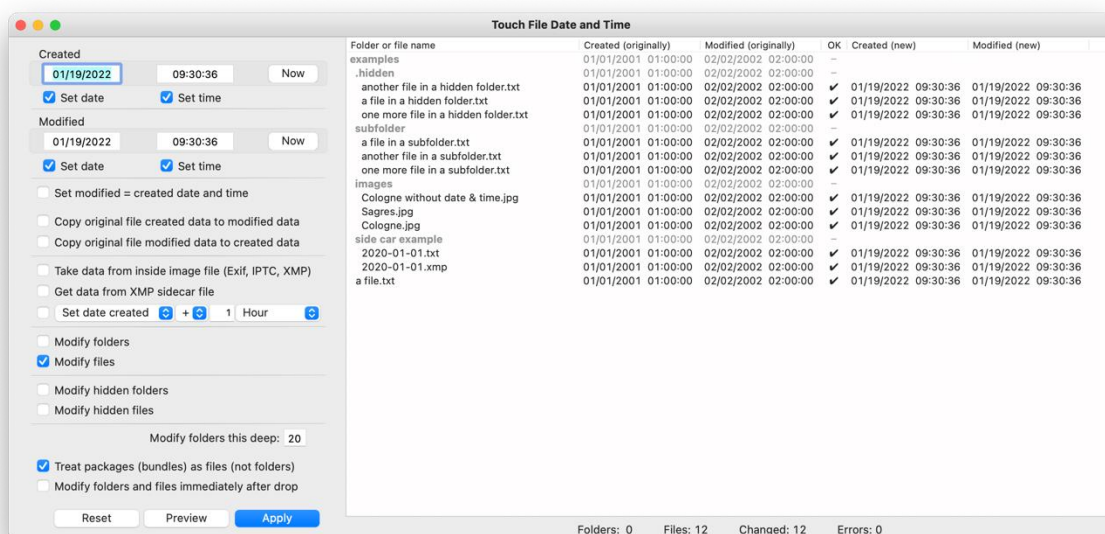 Touch File Date and Time
Created
01/19/2022 09:30:36 Now
Set date Set time
Modified
01/19/2022 09:30:36 Now
Set date Set time
Set modified = created date and time
Copy original file created data to modified data
Copy original file modified data to created data
Take data from inside image file (Exif, IPTC, XMP)
Get data from XMP sidecar file
Set date created + 1 Hour
Modify folders
Modify files
Modify hidden folders
Modify hidden files
Modify folders this deep: 20
Treat packages (bundles) as files (not folders)
Modify folders and files immediately after drop
Reset Preview Apply
Folder or file name Created (originally) Modified (originally) OK Created (new) Modified (new)
examples 01/01/2001 01:00:00 02/02/2002 02:00:00 –
.hidden 01/01/2001 01:00:00 02/02/2002 02:00:00 –
another file in a hidden folder.txt 01/01/2001 01:00:00 02/02/2002 02:00:00 ✔ 01/19/2022 09:30:36 01/19/2022 09:30:36
a file in a hidden folder.txt 01/01/2001 01:00:00 02/02/2002 02:00:00 ✔ 01/19/2022 09:30:36 01/19/2022 09:30:36
one more file in a hidden folder.txt 01/01/2001 01:00:00 02/02/2002 02:00:00 ✔ 01/19/2022 09:30:36 01/19/2022 09:30:36
subfolder 01/01/2001 01:00:00 02/02/2002 02:00:00 –
a file in a subfolder.txt 01/01/2001 01:00:00 02/02/2002 02:00:00 ✔ 01/19/2022 09:30:36 01/19/2022 09:30:36
another file in a subfolder.txt 01/01/2001 01:00:00 02/02/2002 02:00:00 ✔ 01/19/2022 09:30:36 01/19/2022 09:30:36
one more file in a subfolder.txt 01/01/2001 01:00:00 02/02/2002 02:00:00 ✔ 01/19/2022 09:30:36 01/19/2022 09:30:36
images 01/01/2001 01:00:00 02/02/2002 02:00:00 –
Cologne without date & time.jpg 01/01/2001 01:00:00 02/02/2002 02:00:00 ✔ 01/19/2022 09:30:36 01/19/2022 09:30:36
Sagres.jpg 01/01/2001 01:00:00 02/02/2002 02:00:00 ✔ 01/19/2022 09:30:36 01/19/2022 09:30:36
Cologne.jpg 01/01/2001 01:00:00 02/02/2002 02:00:00 ✔ 01/19/2022 09:30:36 01/19/2022 09:30:36
side car example 01/01/2001 01:00:00 02/02/2002 02:00:00 –
2020-01-01.txt 01/01/2001 01:00:00 02/02/2002 02:00:00 ✔ 01/19/2022 09:30:36 01/19/2022 09:30:36
2020-01-01.xmp 01/01/2001 01:00:00 02/02/2002 02:00:00 ✔ 01/19/2022 09:30:36 01/19/2022 09:30:36
a file.txt 01/01/2001 01:00:00 02/02/2002 02:00:00 ✔ 01/19/2022 09:30:36 01/19/2022 09:30:36
Folders: 0 Files: 12 Changed: 12 Errors: 0